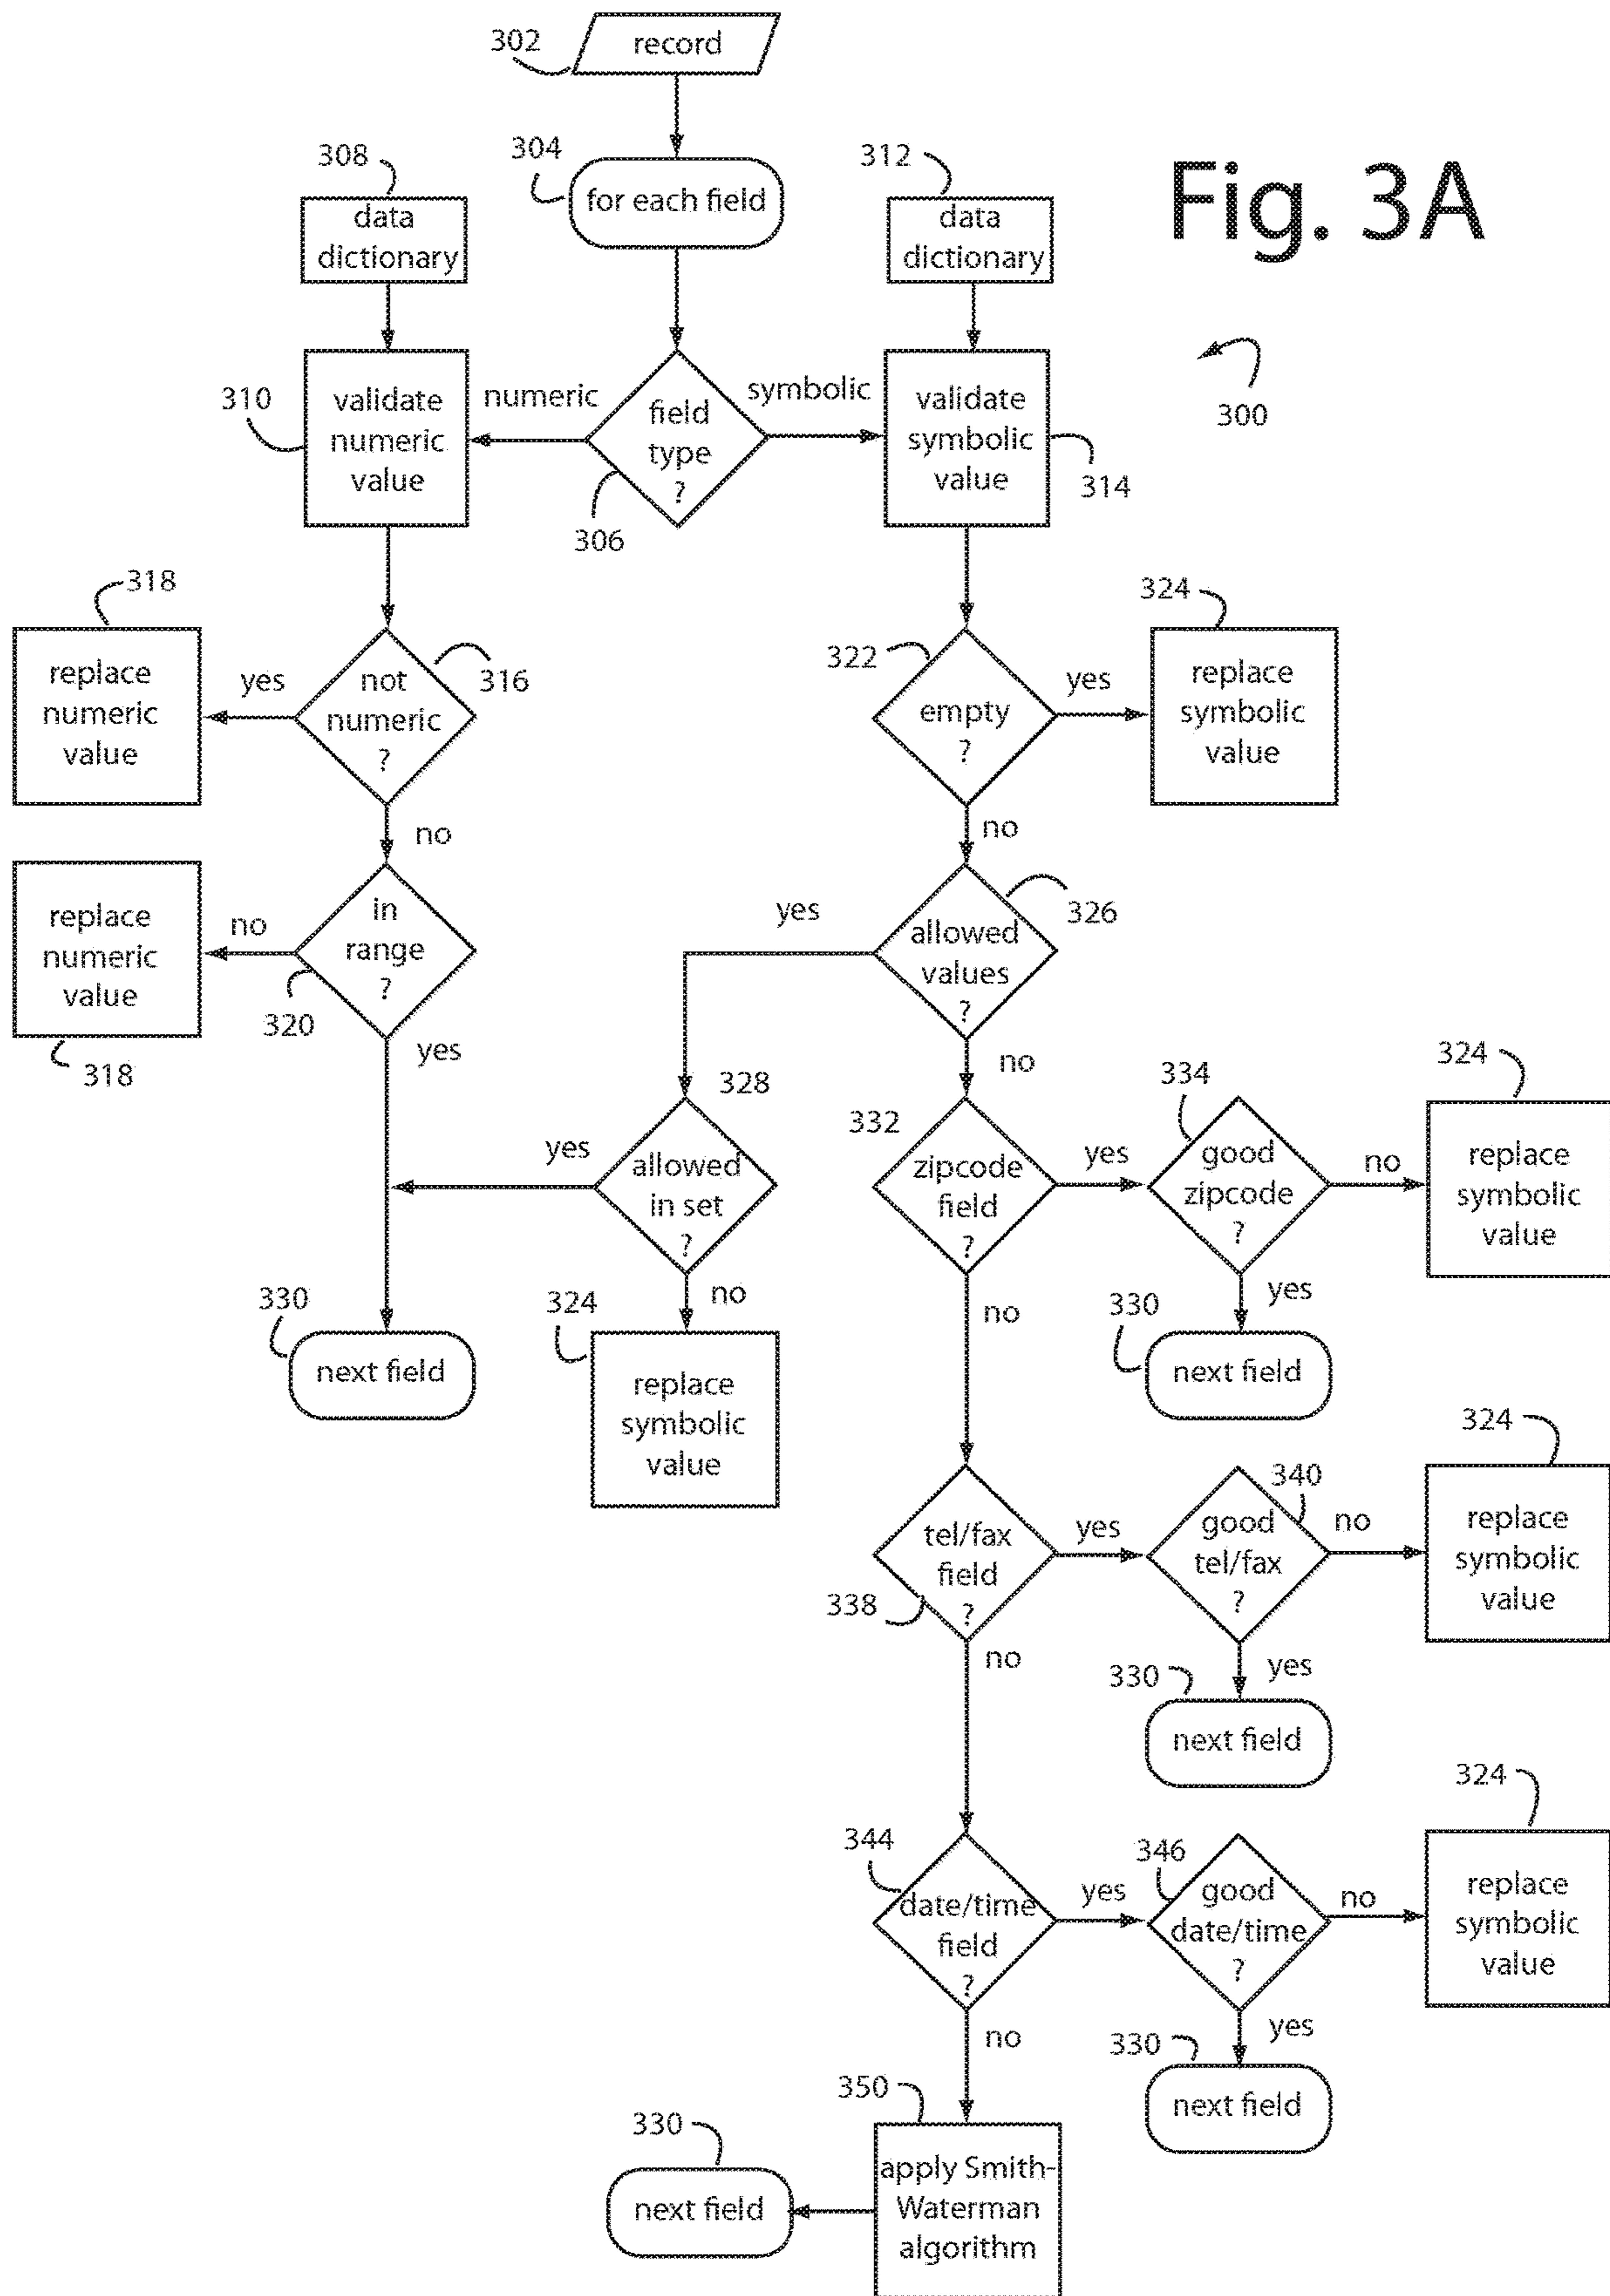 302
record
Fig. 3A
308
304
312
data
dictionary
for each field
data
dictionary
300
310
validate
numeric
value
numeric
field
type
?
306
symbolic
validate
symbolic
value
314
318
replace
numeric
value
yes
not
numeric
?
316
no
322
empty
?
yes
324
replace
symbolic
value
no
replace
numeric
value
318
no
in
range
?
320
yes
yes
allowed
values
?
326
no
328
allowed
in set
?
yes
no
332
zipcode
field
?
yes
334
good
zipcode
?
no
324
replace
symbolic
value
yes
330
next field
324
replace
symbolic
value
no
330
next field
tel/fax
field
?
338
yes
good
tel/fax
?
340
no
324
replace
symbolic
value
no
yes
330
next field
344
date/time
field
?
yes
346
good
date/time
?
no
324
replace
symbolic
value
no
yes
330
next field
350
apply Smith-
Waterman
algorithm
330
next field